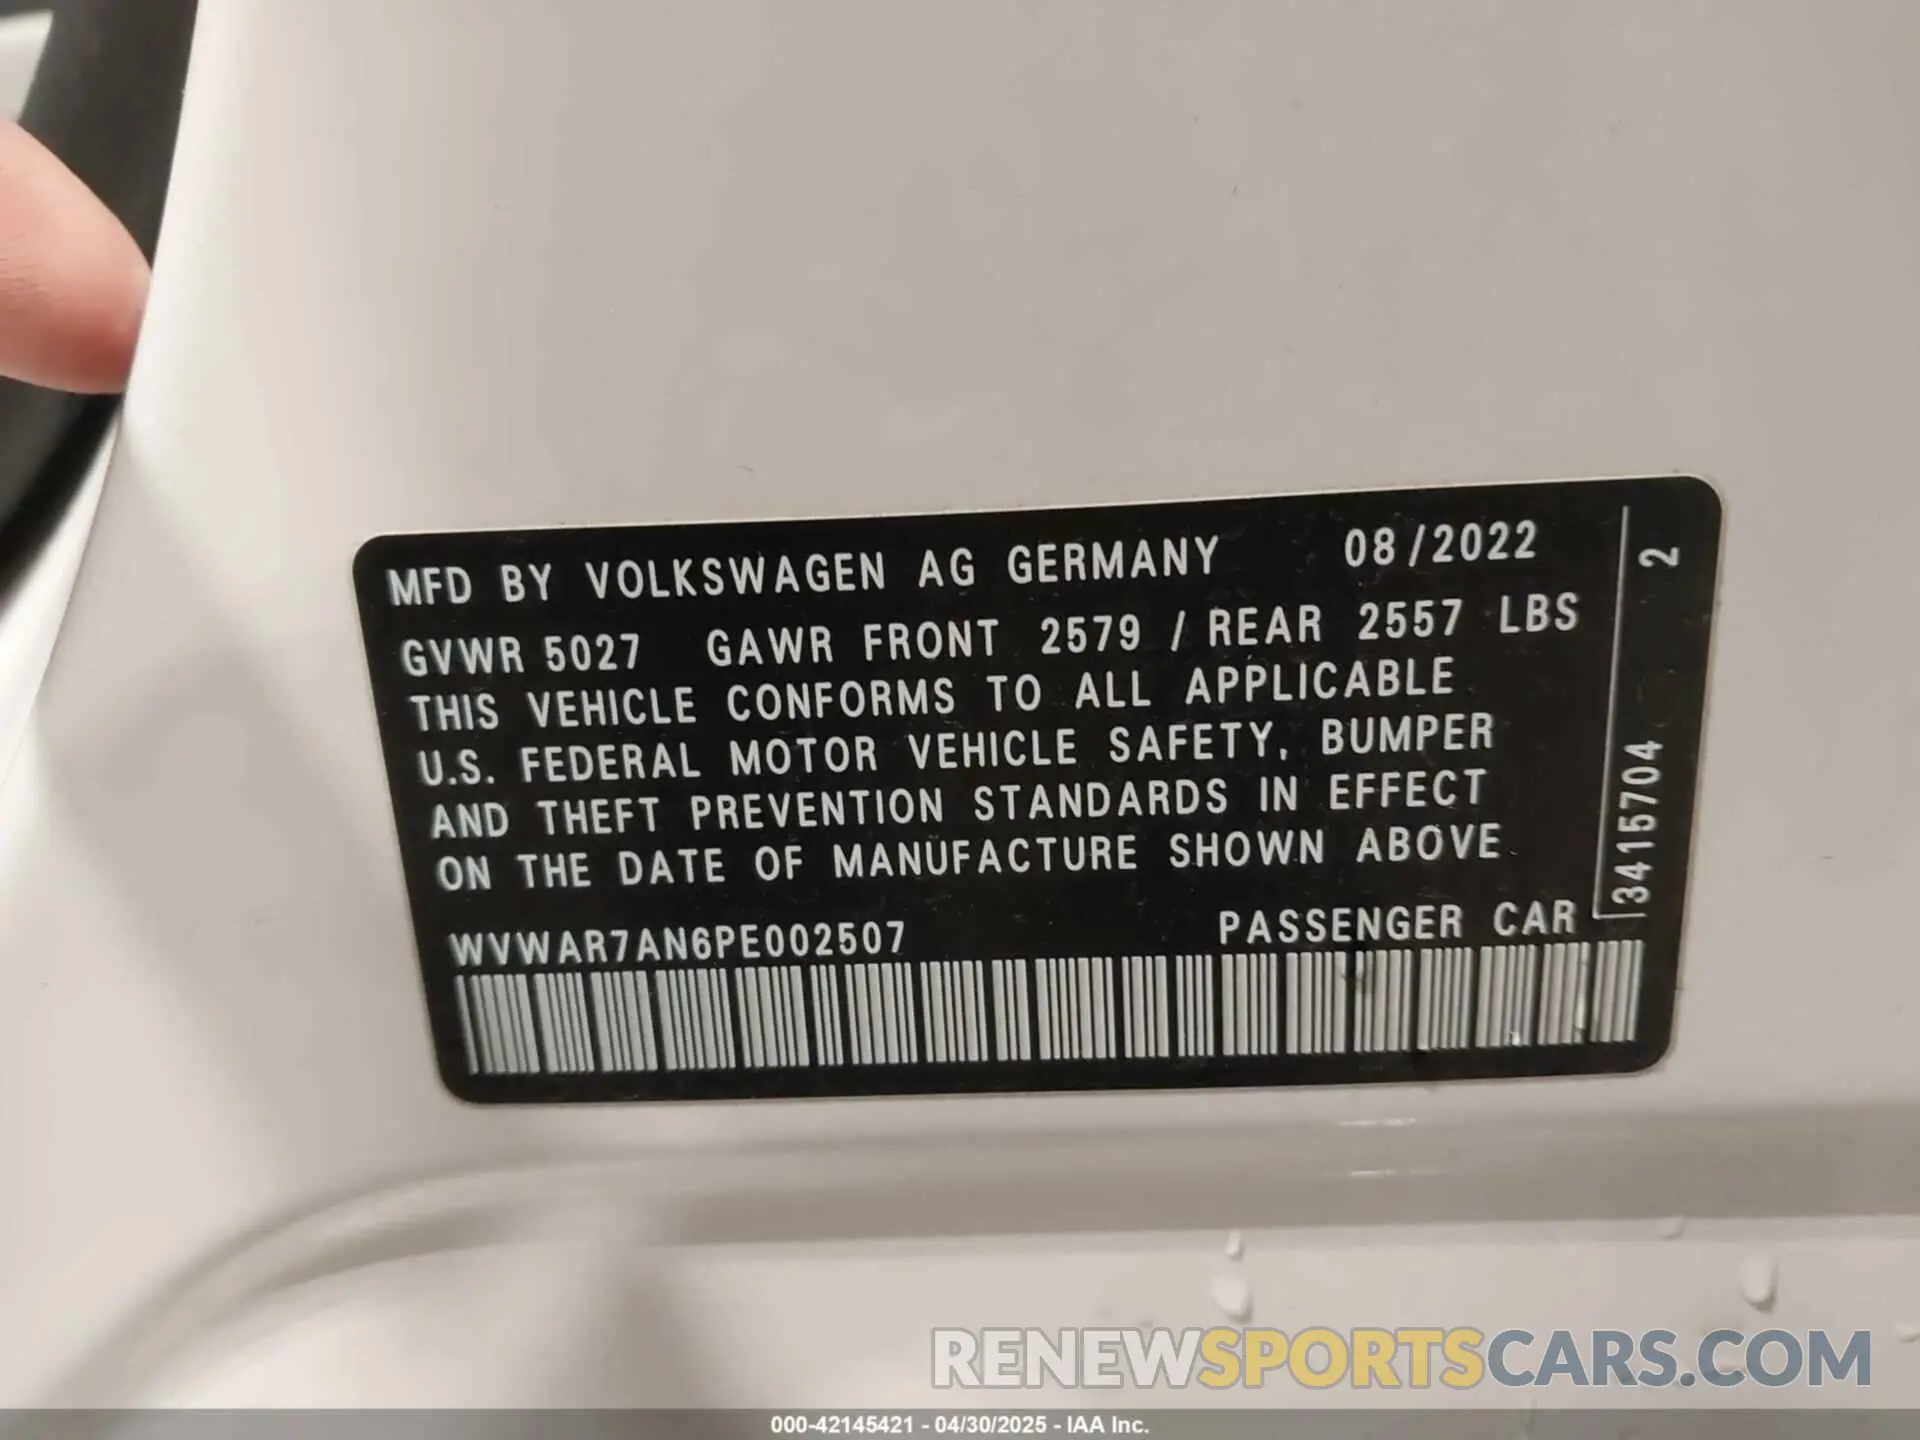 MFD BY VOLKSWAGEN AG GERMANY 08/2022
GVWR 5027 GAWR FRONT 2579 / REAR 2557 LBS
THIS VEHICLE CONFORMS TO ALL APPLICABLE
U.S. FEDERAL MOTOR VEHICLE SAFETY, BUMPER
AND THEFT PREVENTION STANDARDS IN EFFECT
ON THE DATE OF MANUFACTURE SHOWN ABOVE
WVWAR7AN6PE002507 PASSENGER CAR
3415704 2
RENEWSPORTSCARS.COM
000-42145421 - 04/30/2025 - IAA Inc.